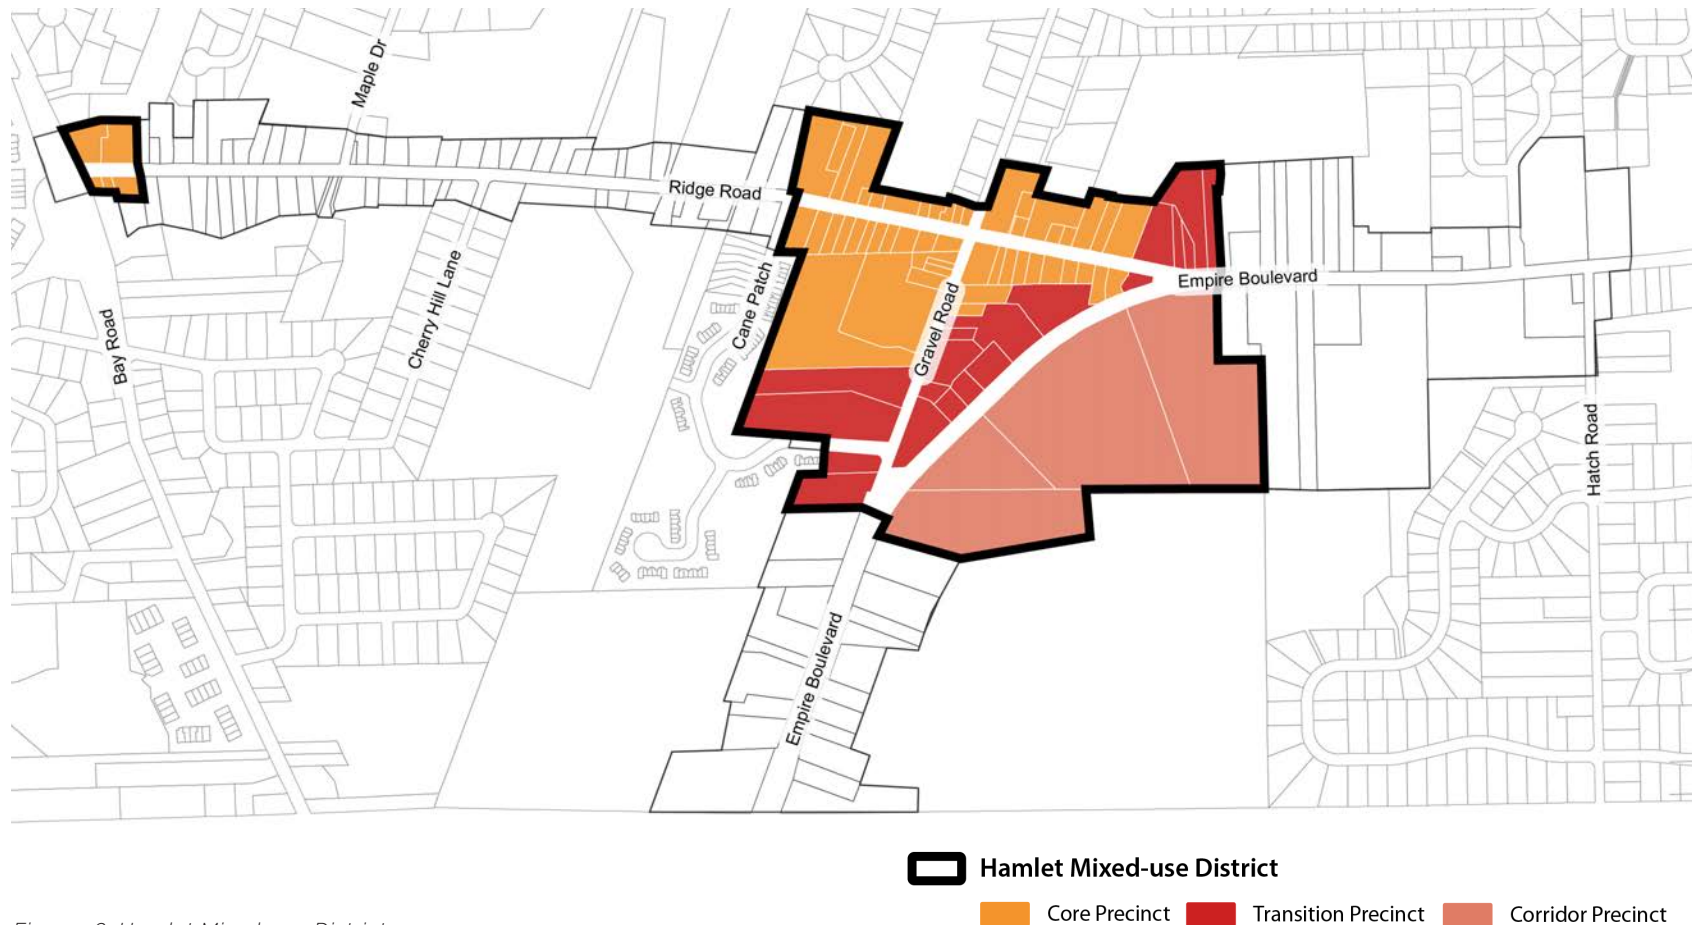 Maple Dr
Ridge Road
Empire Boulevard
Cane Patch
Gravel Road
Cherry Hill Lane
Bay Road
Hatch Road
Empire Boulevard
Hamlet Mixed-use District
Core Precinct
Transition Precinct
Corridor Precinct